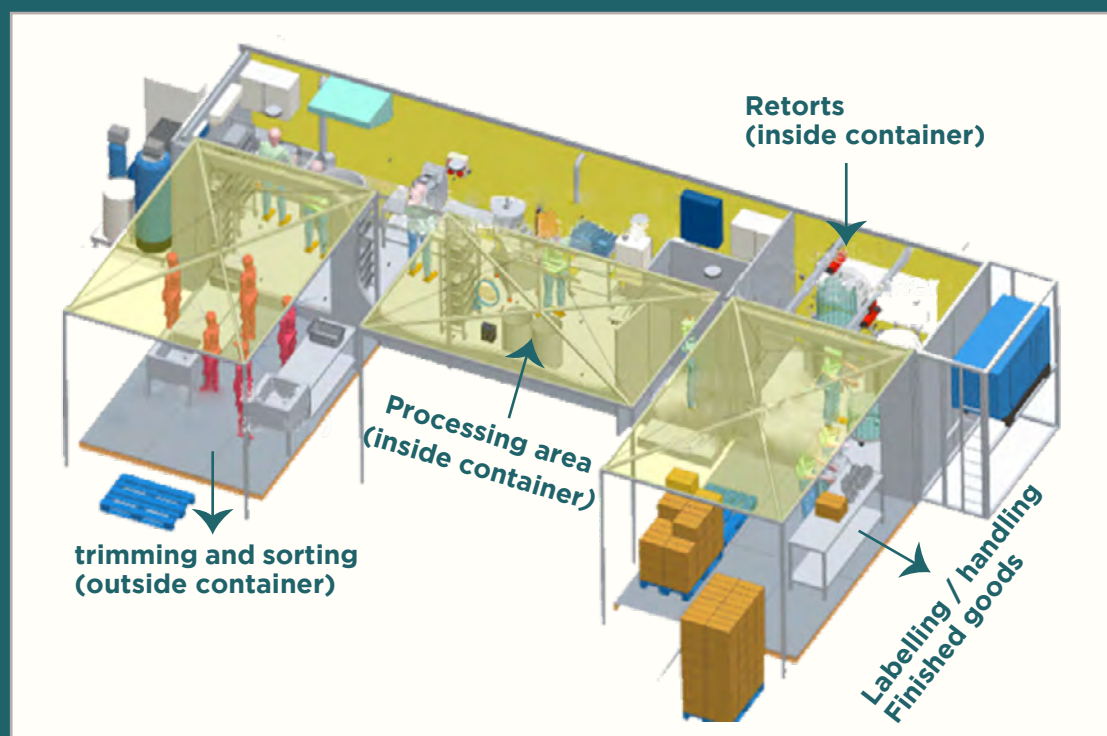 Retorts
(inside container)
Processing area
(inside container)
trimming and sorting
(outside container)
Labelling / handling
Finished goods